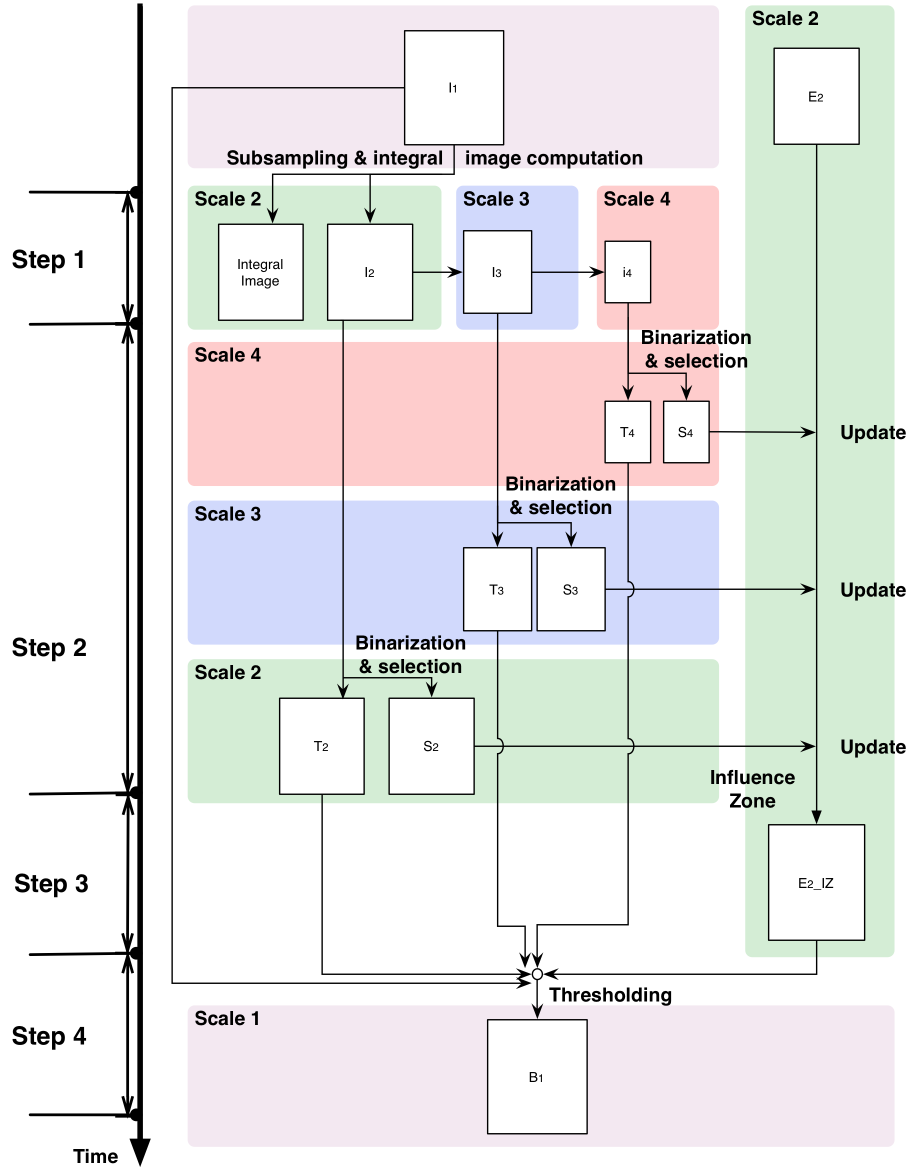 Scale 2
I1
E2
Subsampling & integral image computation
Scale 2
Scale 3
Scale 4
Step 1
Integral
Image
I2
I3
i4
Binarization
& selection
Scale 4
T4
S4
Update
Binarization
& selection
Scale 3
T3
S3
Update
Step 2
Binarization
& selection
Scale 2
T2
S2
Update
Influence
Zone
Step 3
E2_IZ
Thresholding
Scale 1
Step 4
B1
Time